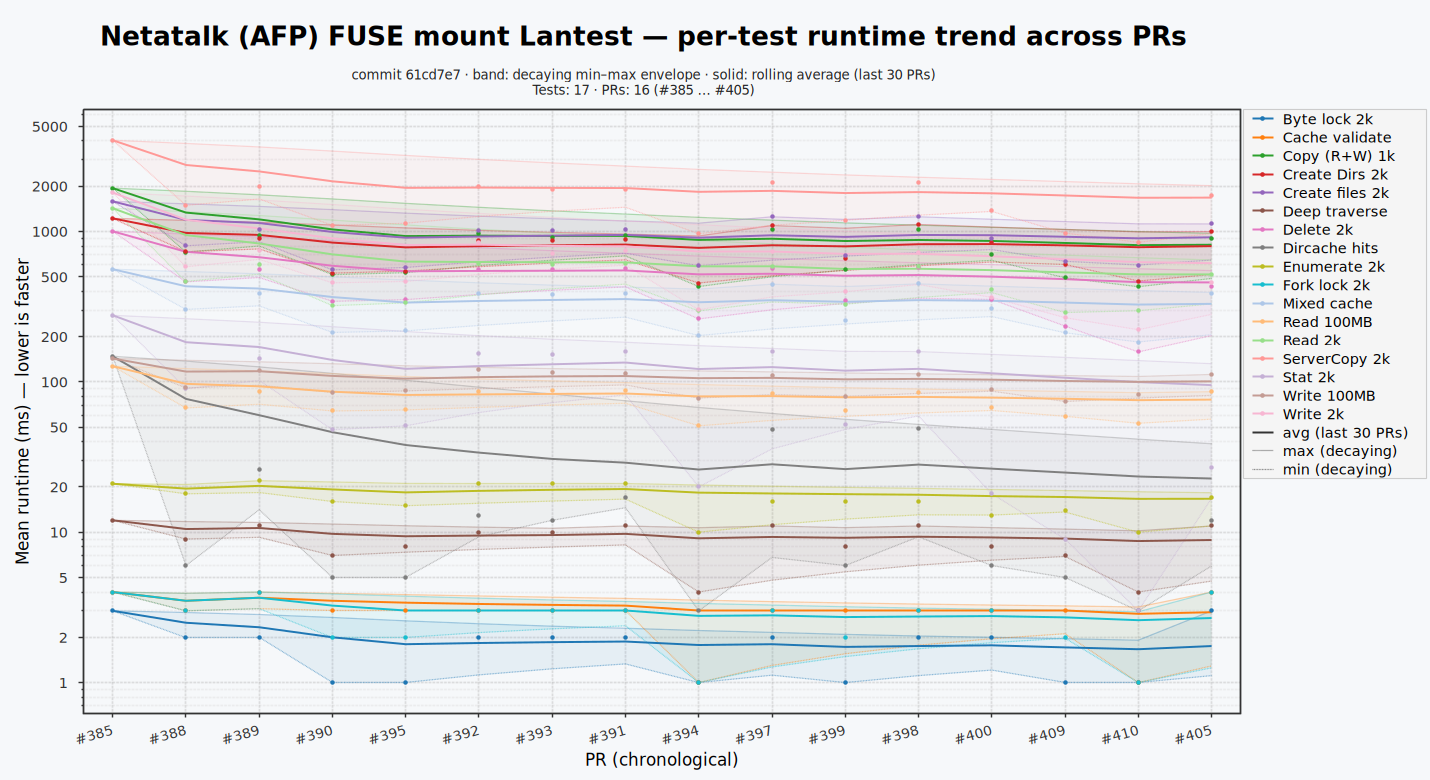 Netatalk (AFP) FUSE mount Lantest — per-test runtime trend across PRs
commit 61cd7e7 · band: decaying min–max envelope · solid: rolling average (last 30 PRs)
Tests: 17 · PRs: 16 (#385 … #405)
Mean runtime (ms) — lower is faster
5000
2000
1000
500
200
100
50
20
10
5
2
1
#385
#388
#389
#390
#395
#392
#393
#391
#394
#397
#399
#398
#400
#409
#410
#405
PR (chronological)
Byte lock 2k
Cache validate
Copy (R+W) 1k
Create Dirs 2k
Create files 2k
Deep traverse
Delete 2k
Dircache hits
Enumerate 2k
Fork lock 2k
Mixed cache
Read 100MB
Read 2k
ServerCopy 2k
Stat 2k
Write 100MB
Write 2k
avg (last 30 PRs)
max (decaying)
min (decaying)